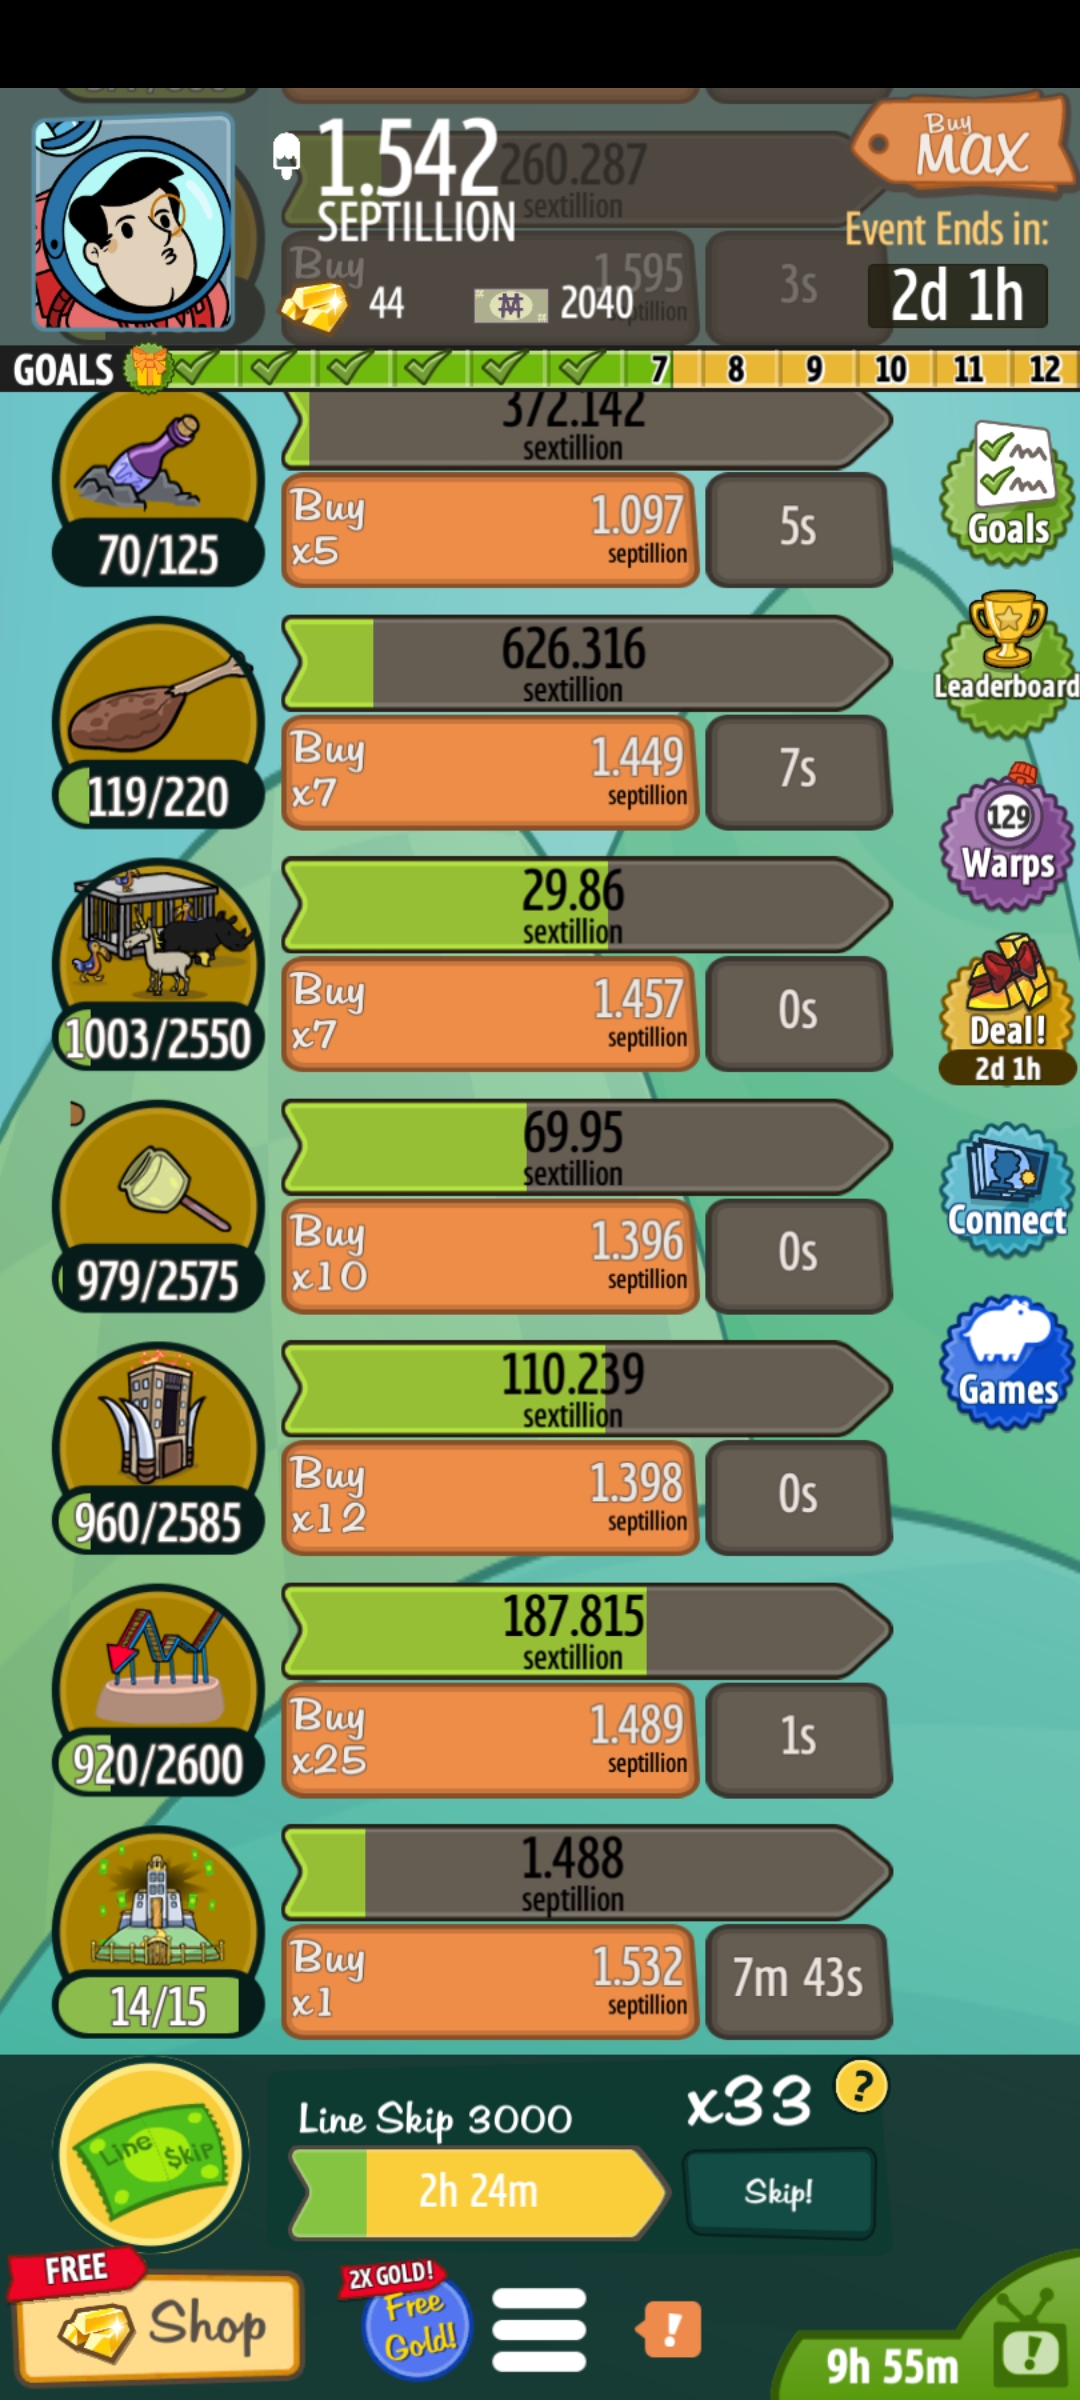 1.542
SEPTILLION
260.287
sextillion
Buy
MAX
Event Ends in:
2d 1h
Buy
1.595
3s
44
2040
GOALS
7
8
9
10
11
12
372.142
sextillion
Buy
x5
1.097
septillion
5s
70/125
Goals
626.316
sextillion
Buy
x7
1.449
septillion
7s
119/220
Leaderboard
129
Warps
29.86
sextillion
Buy
x7
1.457
septillion
0s
1003/2550
Deal!
2d 1h
69.95
sextillion
Buy
x10
1.396
septillion
0s
979/2575
Connect
110.239
sextillion
Buy
x12
1.398
septillion
0s
960/2585
Games
187.815
sextillion
Buy
x25
1.489
septillion
1s
920/2600
1.488
septillion
Buy
x1
1.532
septillion
7m 43s
14/15
Line Skip
Line Skip 3000
x33
?
2h 24m
Skip!
FREE
Shop
2X GOLD!
Free
Gold!
!
9h 55m
!